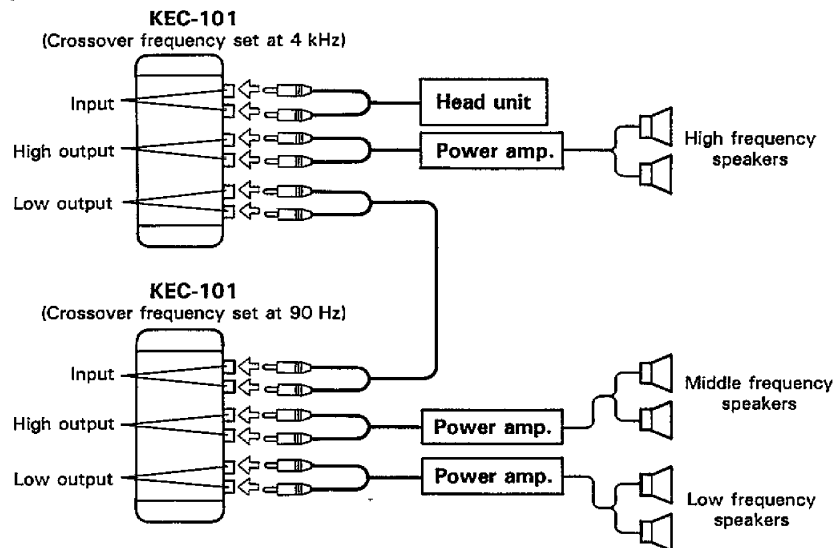 KEC-101
(Crossover frequency set at 4 kHz)
Input
Head unit
High output
Power amp.
High frequency
speakers
Low output
KEC-101
(Crossover frequency set at 90 Hz)
Input
Middle frequency
speakers
High output
Power amp.
Low output
Power amp.
Low frequency
speakers